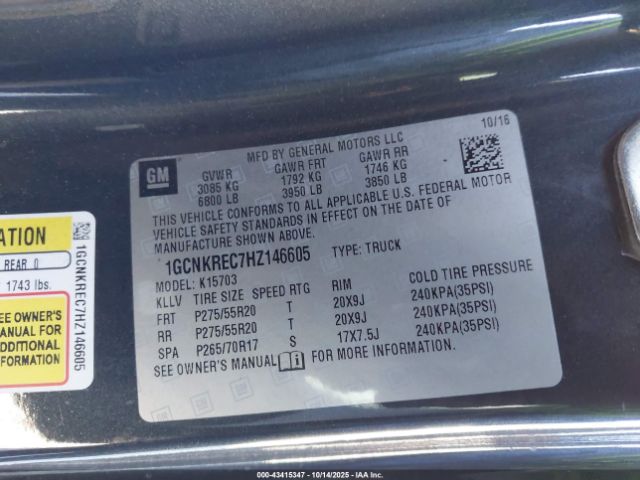 ATION
REAR 0
1743 lbs.
SEE OWNER'S
MANUAL FOR
ADDITIONAL
INFORMATION
1GCNKREC7HZ146605
GM
MFD BY GENERAL MOTORS LLC
10/16
GVWR GAWR FRT GAWR RR
3085 KG 1792 KG 1746 KG
6800 LB 3950 LB 3850 LB
THIS VEHICLE CONFORMS TO ALL APPLICABLE U.S. FEDERAL MOTOR
VEHICLE SAFETY STANDARDS IN EFFECT ON THE DATE OF
MANUFACTURE SHOWN ABOVE.
1GCNKREC7HZ146605 TYPE: TRUCK
MODEL: K15703
KLLV TIRE SIZE SPEED RTG RIM COLD TIRE PRESSURE
FRT P275/55R20 T 20X9J 240KPA(35PSI)
RR P275/55R20 T 20X9J 240KPA(35PSI)
SPA P265/70R17 S 17X7.5J 240KPA(35PSI)
SEE OWNER'S MANUAL i FOR MORE INFORMATION.
© 00-43415347 - 10/14/2025 - IAA Inc.